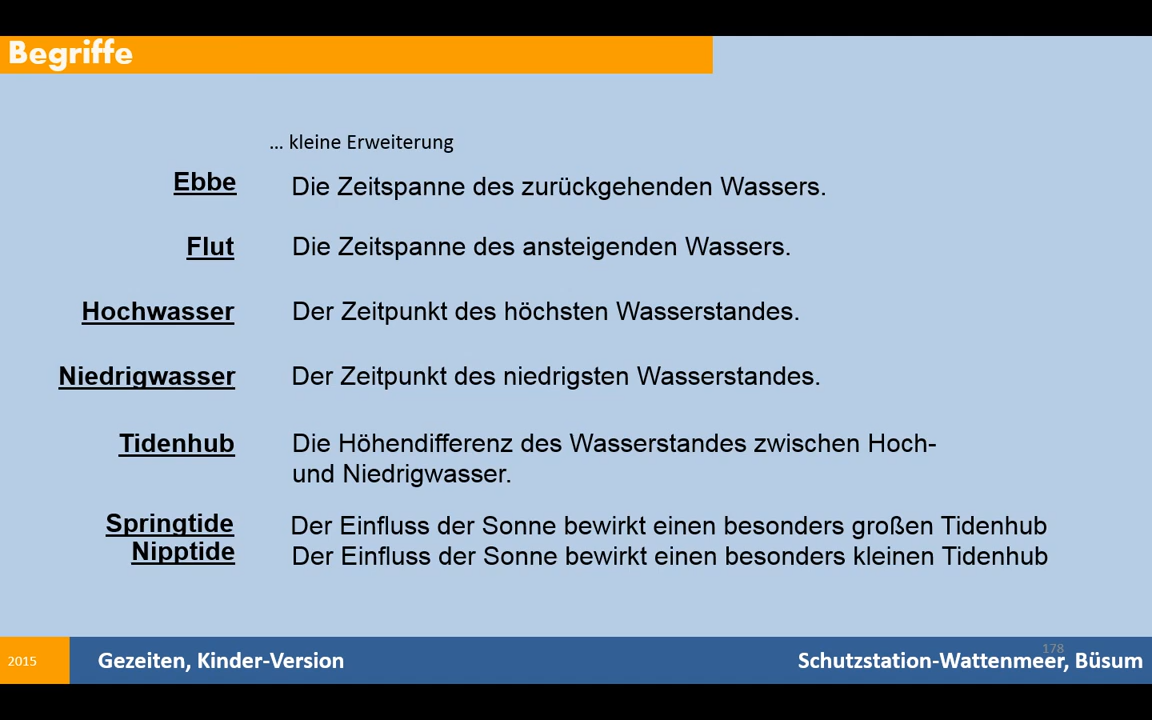 Begriffe
... kleine Erweiterung
Ebbe Die Zeitspanne des zurückgehenden Wassers.
Flut Die Zeitspanne des ansteigenden Wassers.
Hochwasser Der Zeitpunkt des höchsten Wasserstandes.
Niedrigwasser Der Zeitpunkt des niedrigsten Wasserstandes.
Tidenhub Die Höhendifferenz des Wasserstandes zwischen Hoch-
und Niedrigwasser.
Springtide Der Einfluss der Sonne bewirkt einen besonders großen Tidenhub
Nipptide Der Einfluss der Sonne bewirkt einen besonders kleinen Tidenhub
178
2015 Gezeiten, Kinder-Version Schutzstation-Wattenmeer, Büsum